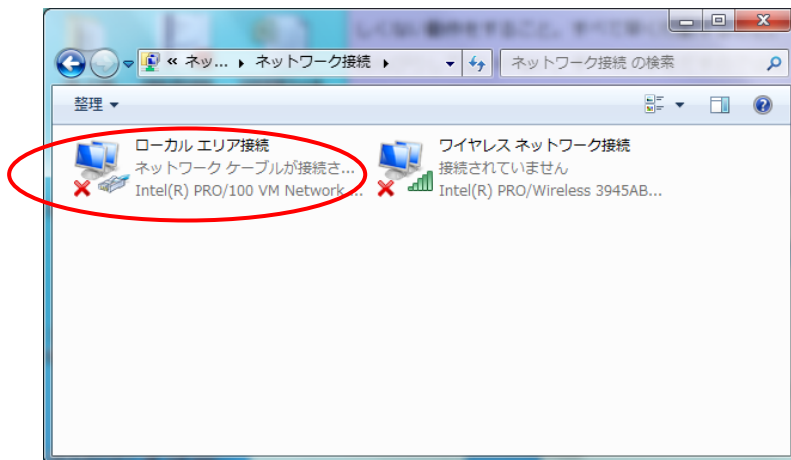 « ネッ... ▸ ネットワーク接続 ▸
ネットワーク接続 の検索
整理 ▼
ローカル エリア接続
ネットワーク ケーブルが接続さ...
Intel(R) PRO/100 VM Network ...
ワイヤレス ネットワーク接続
接続されていません
Intel(R) PRO/Wireless 3945AB...